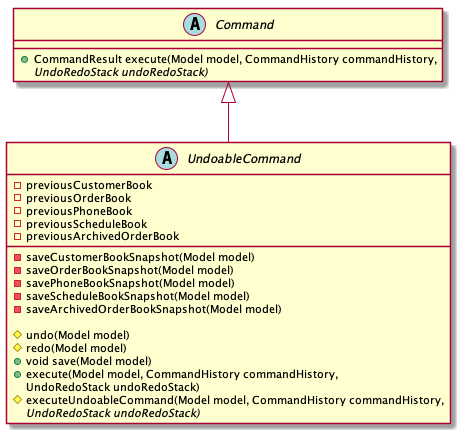 A Command
CommandResult execute(Model model, CommandHistory commandHistory,
UndoRedoStack undoRedoStack)
A UndoableCommand
previousCustomerBook
previousOrderBook
previousPhoneBook
previousScheduleBook
previousArchivedOrderBook
saveCustomerBookSnapshot(Model model)
saveOrderBookSnapshot(Model model)
savePhoneBookSnapshot(Model model)
saveScheduleBookSnapshot(Model model)
saveArchivedOrderBookSnapshot(Model model)
undo(Model model)
redo(Model model)
void save(Model model)
execute(Model model, CommandHistory commandHistory,
UndoRedoStack undoRedoStack)
executeUndoableCommand(Model model, CommandHistory commandHistory,
UndoRedoStack undoRedoStack)